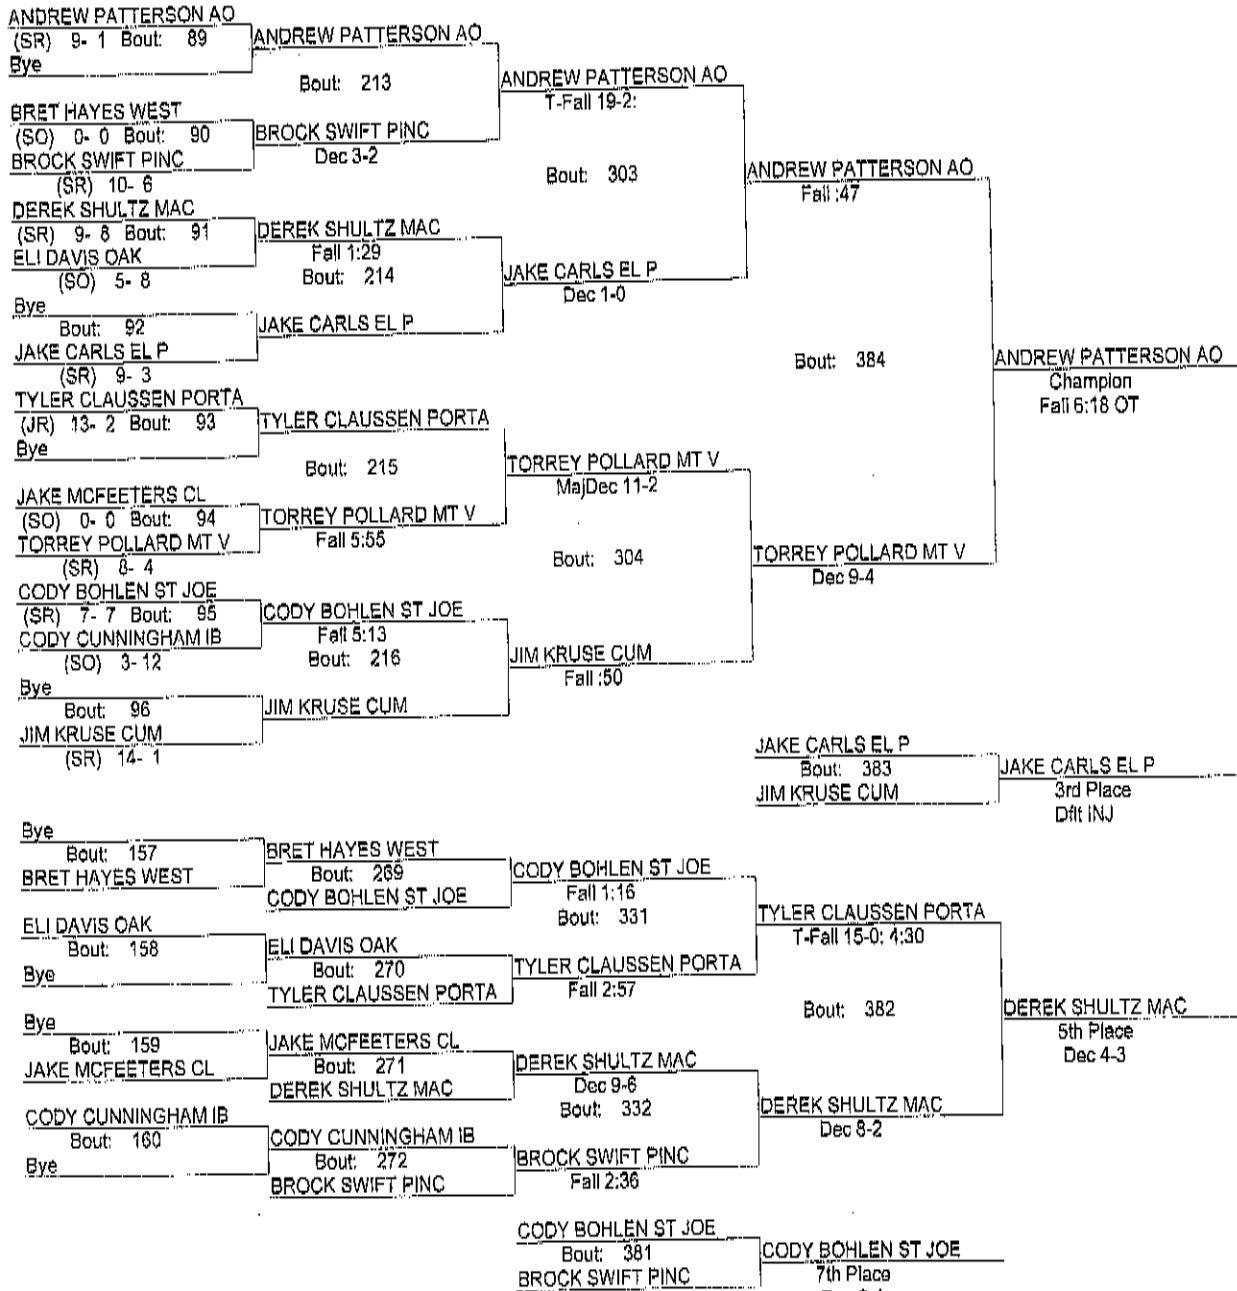 ANDREW PATTERSON AO
(SR) 9- 1 Bout: 89
Bye
BRET HAYES WEST
(SO) 0- 0 Bout: 90
BROCK SWIFT PINC
(SR) 10- 6
DEREK SHULTZ MAC
(SR) 9- 8 Bout: 91
ELI DAVIS OAK
(SO) 5- 8
Bye
Bout: 92
JAKE CARLS EL P
(SR) 9- 3
TYLER CLAUSSEN PORTA
(JR) 13- 2 Bout: 93
Bye
JAKE MCFEETERS CL
(SO) 0- 0 Bout: 94
TORREY POLLARD MT V
(SR) 8- 4
CODY BOHLEN ST JOE
(SR) 7- 7 Bout: 95
CODY CUNNINGHAM IB
(SO) 3- 12
Bye
Bout: 96
JIM KRUSE CUM
(SR) 14- 1
ANDREW PATTERSON AO
Bout: 213
BROCK SWIFT PINC
Dec 3-2
DEREK SHULTZ MAC
Fall 1:29
Bout: 214
JAKE CARLS EL P
TYLER CLAUSSEN PORTA
Bout: 215
TORREY POLLARD MT V
Fall 5:55
CODY BOHLEN ST JOE
Fall 5:13
Bout: 216
JIM KRUSE CUM
ANDREW PATTERSON AO
T-Fall 19-2:
Bout: 303
JAKE CARLS EL P
Dec 1-0
TORREY POLLARD MT V
MajDec 11-2
Bout: 304
JIM KRUSE CUM
Fall :50
ANDREW PATTERSON AO
Fall :47
Bout: 384
TORREY POLLARD MT V
Dec 9-4
ANDREW PATTERSON AO
Champion
Fall 6:18 OT
JAKE CARLS EL P
Bout: 383
JIM KRUSE CUM
JAKE CARLS EL P
3rd Place
Dflt INJ
Bye
Bout: 157
BRET HAYES WEST
ELI DAVIS OAK
Bout: 158
Bye
Bye
Bout: 159
JAKE MCFEETERS CL
CODY CUNNINGHAM IB
Bout: 160
Bye
BRET HAYES WEST
Bout: 269
CODY BOHLEN ST JOE
ELI DAVIS OAK
Bout: 270
TYLER CLAUSSEN PORTA
JAKE MCFEETERS CL
Bout: 271
DEREK SHULTZ MAC
CODY CUNNINGHAM IB
Bout: 272
BROCK SWIFT PINC
CODY BOHLEN ST JOE
Fall 1:16
Bout: 331
TYLER CLAUSSEN PORTA
Fall 2:57
DEREK SHULTZ MAC
Dec 9-6
Bout: 332
BROCK SWIFT PINC
Fall 2:36
TYLER CLAUSSEN PORTA
T-Fall 15-0: 4:30
Bout: 382
DEREK SHULTZ MAC
Dec 8-2
DEREK SHULTZ MAC
5th Place
Dec 4-3
CODY BOHLEN ST JOE
Bout: 381
BROCK SWIFT PINC
CODY BOHLEN ST JOE
7th Place